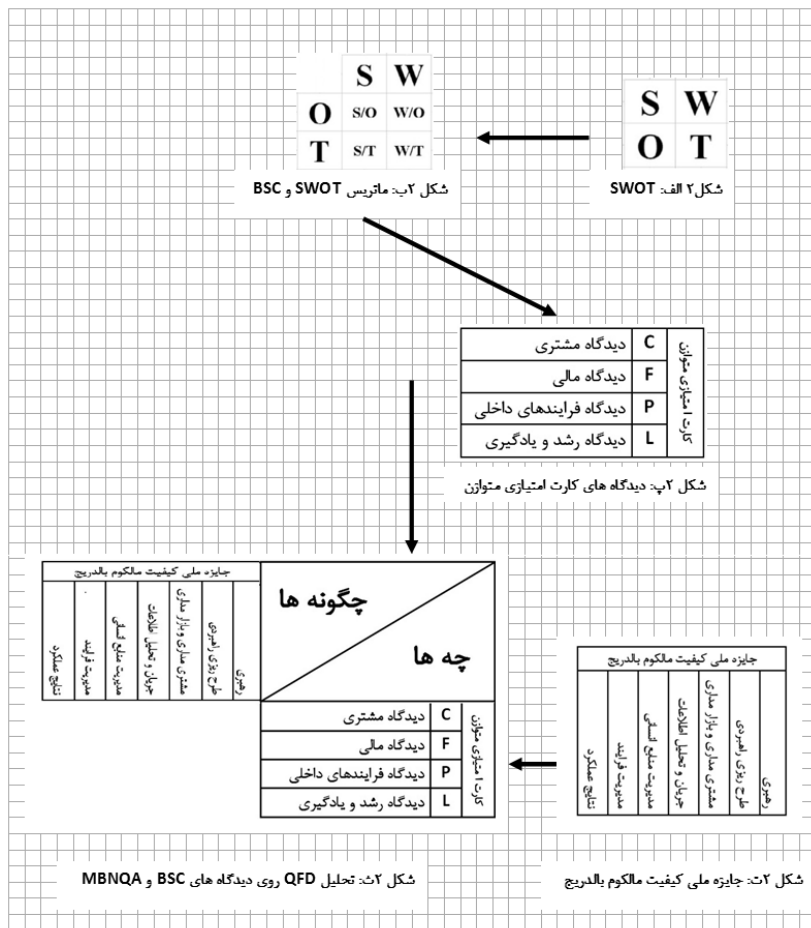 S W
O T
شکل۲ الف: SWOT
S W
O S/O W/O
T S/T W/T
شکل ۲ب: ماتریس SWOT و BSC
کارت امتیازی متوازن
C دیدگاه مشتری
F دیدگاه مالی
P دیدگاه فرایندهای داخلی
L دیدگاه رشد و یادگیری
شکل ۲پ: دیدگاه های کارت امتیازی متوازن
جایزه ملی کیفیت مالکوم بالدریج
رهبری
طرح ریزی راهبردی
مشتری مداری و بازار مداری
جریان و تحلیل اطلاعات
مدیریت منابع انسانی
مدیریت فرایند
نتایج عملکرد
شکل ۲ت: جایزه ملی کیفیت مالکوم بالدریج
چگونه ها
چه ها
جایزه ملی کیفیت مالکوم بالدریج
رهبری
طرح ریزی راهبردی
مشتری مداری و بازار مداری
جریان و تحلیل اطلاعات
مدیریت منابع انسانی
مدیریت فرایند
نتایج عملکرد
کارت امتیازی متوازن
C دیدگاه مشتری
F دیدگاه مالی
P دیدگاه فرایندهای داخلی
L دیدگاه رشد و یادگیری
شکل ۲ث: تحلیل QFD روی دیدگاه های BSC و MBNQA